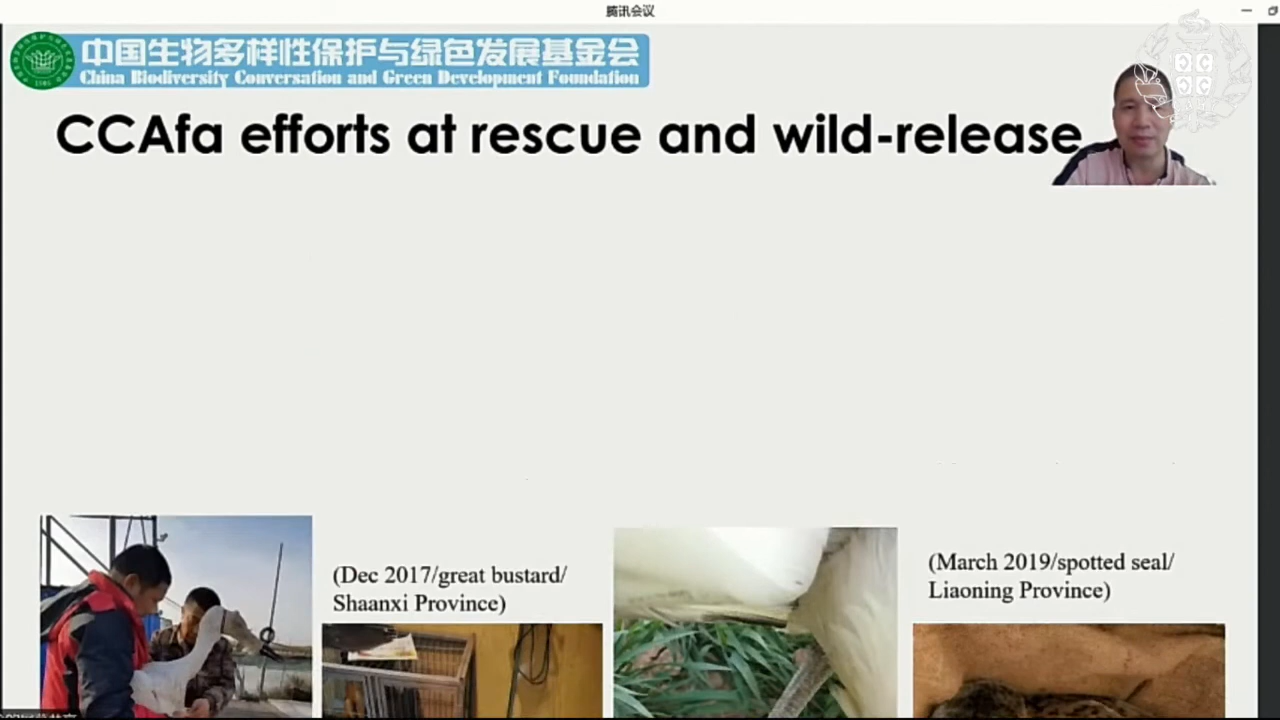 腾讯会议
中国生物多样性保护与绿色发展基金会
China Biodiversity Conversation and Green Development Foundation
CCAfa efforts at rescue and wild-release
(Dec 2017/great bustard/
Shaanxi Province)
(March 2019/spotted seal/
Liaoning Province)